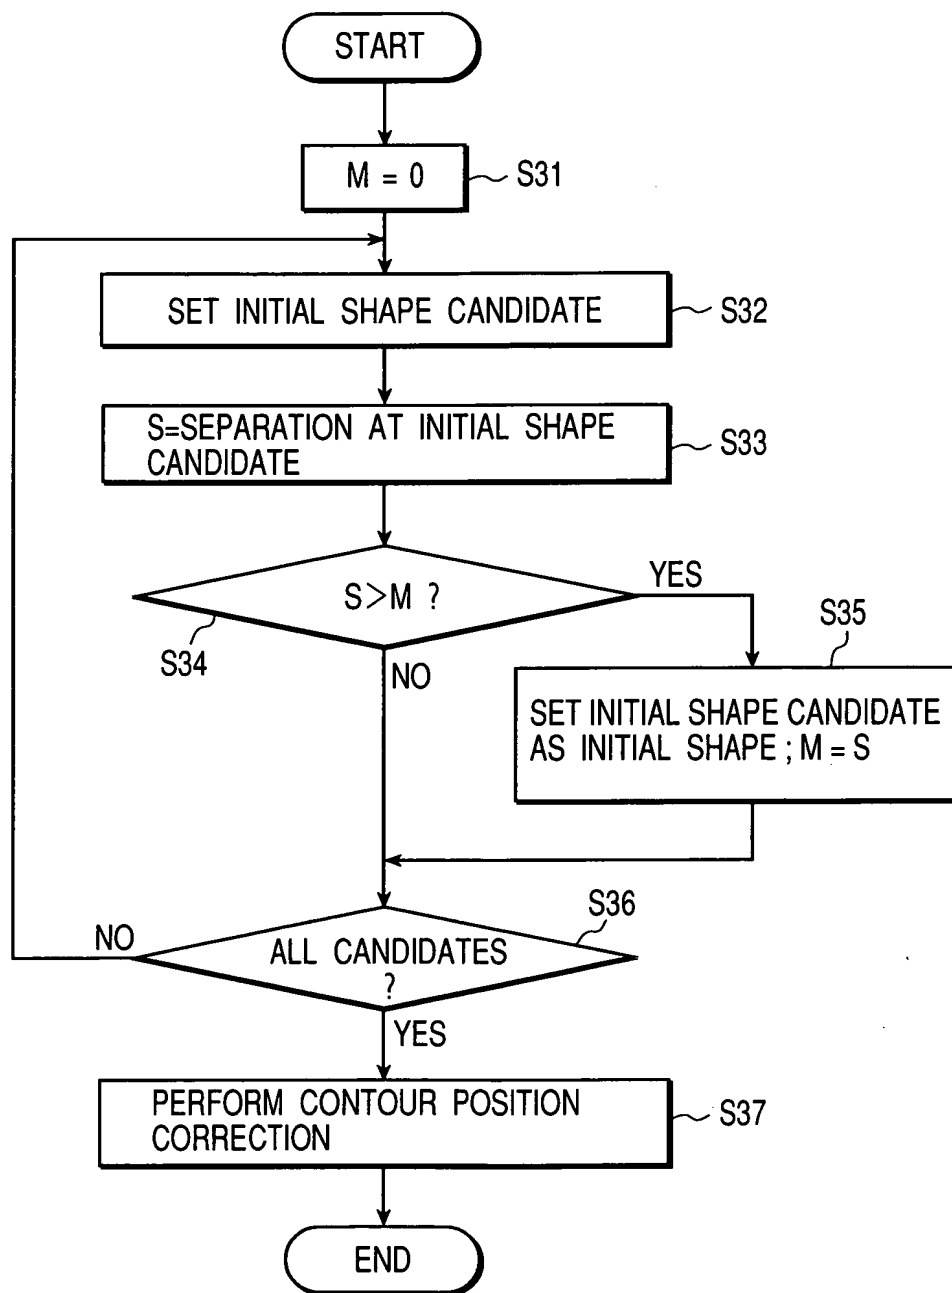 START
M = 0
S31
SET INITIAL SHAPE CANDIDATE
S32
S=SEPARATION AT INITIAL SHAPE
CANDIDATE
S33
S>M ?
YES
S34
NO
S35
SET INITIAL SHAPE CANDIDATE
AS INITIAL SHAPE ; M = S
S36
NO
ALL CANDIDATES
?
YES
PERFORM CONTOUR POSITION
CORRECTION
S37
END